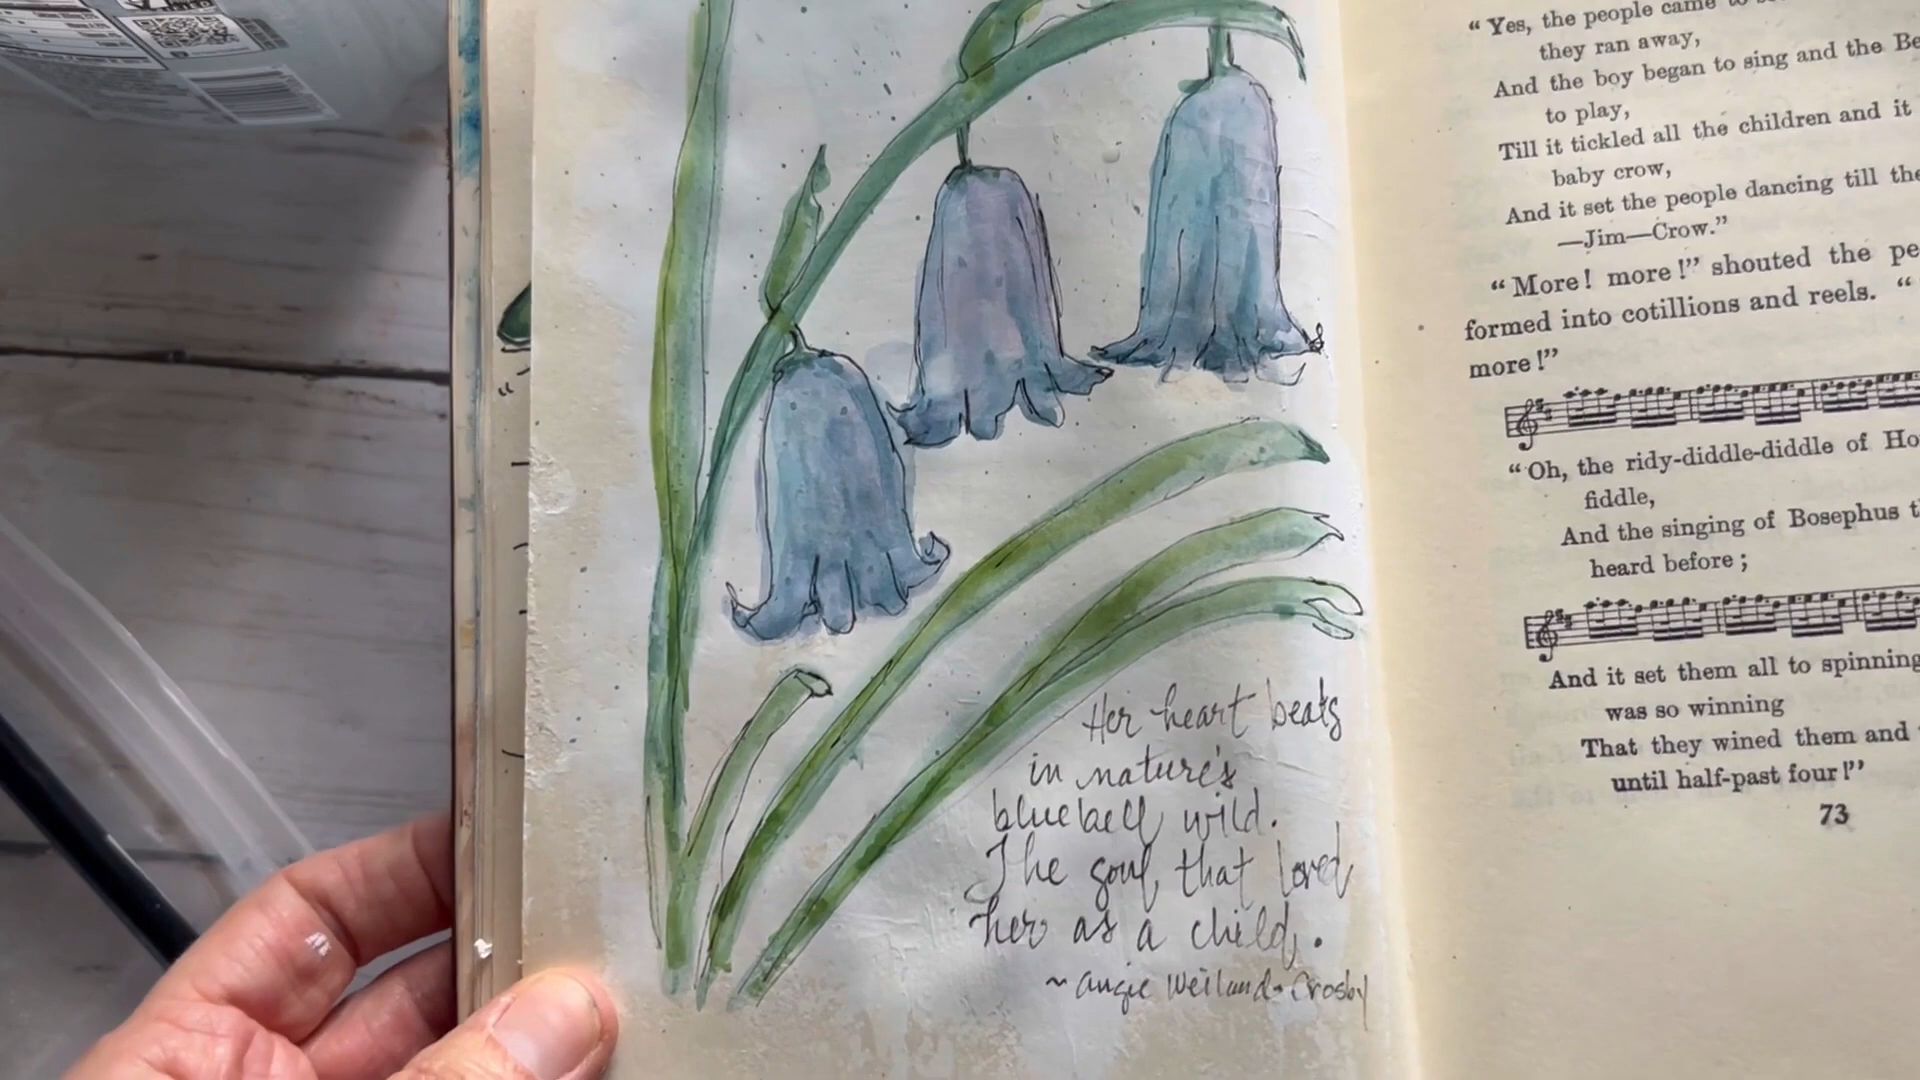 Her heart beats
in nature's
bluebell wild.
The soul that loved
her as a child.
~ Angie Weiland-Crosby
“Yes, the people came to
they ran away,
And the boy began to sing and the
to play,
Till it tickled all the children and it
baby crow,
And it set the people dancing till the
—Jim—Crow.”
“More! more!” shouted the
formed into cotillions and reels. “
more!”
“Oh, the ridy-diddle-diddle of
fiddle,
And the singing of Bosephus
heard before;
And it set them all to spinning
was so winning
That they wined them and
until half-past four!”
73